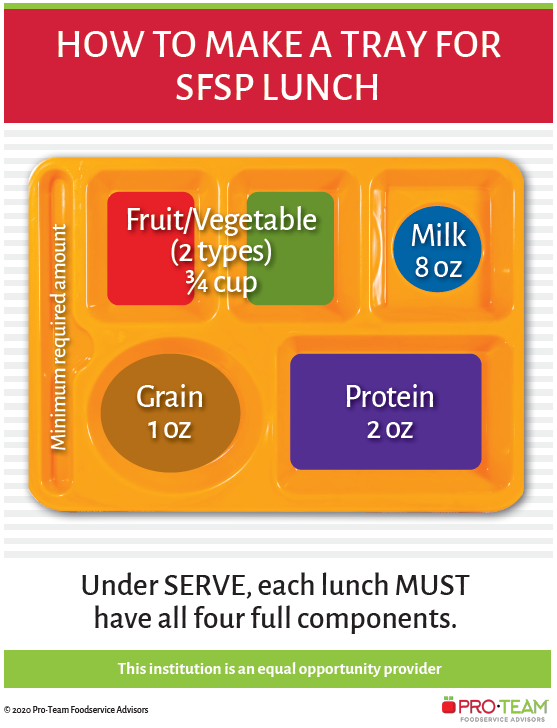 HOW TO MAKE A TRAY FOR
SFSP LUNCH
Minimum required amount
Fruit/Vegetable
(2 types)
¾ cup
Milk
8 oz
Grain
1 oz
Protein
2 oz
Under SERVE, each lunch MUST
have all four full components.
This institution is an equal opportunity provider
© 2020 Pro-Team Foodservice Advisors
PRO•TEAM
FOODSERVICE ADVISORS